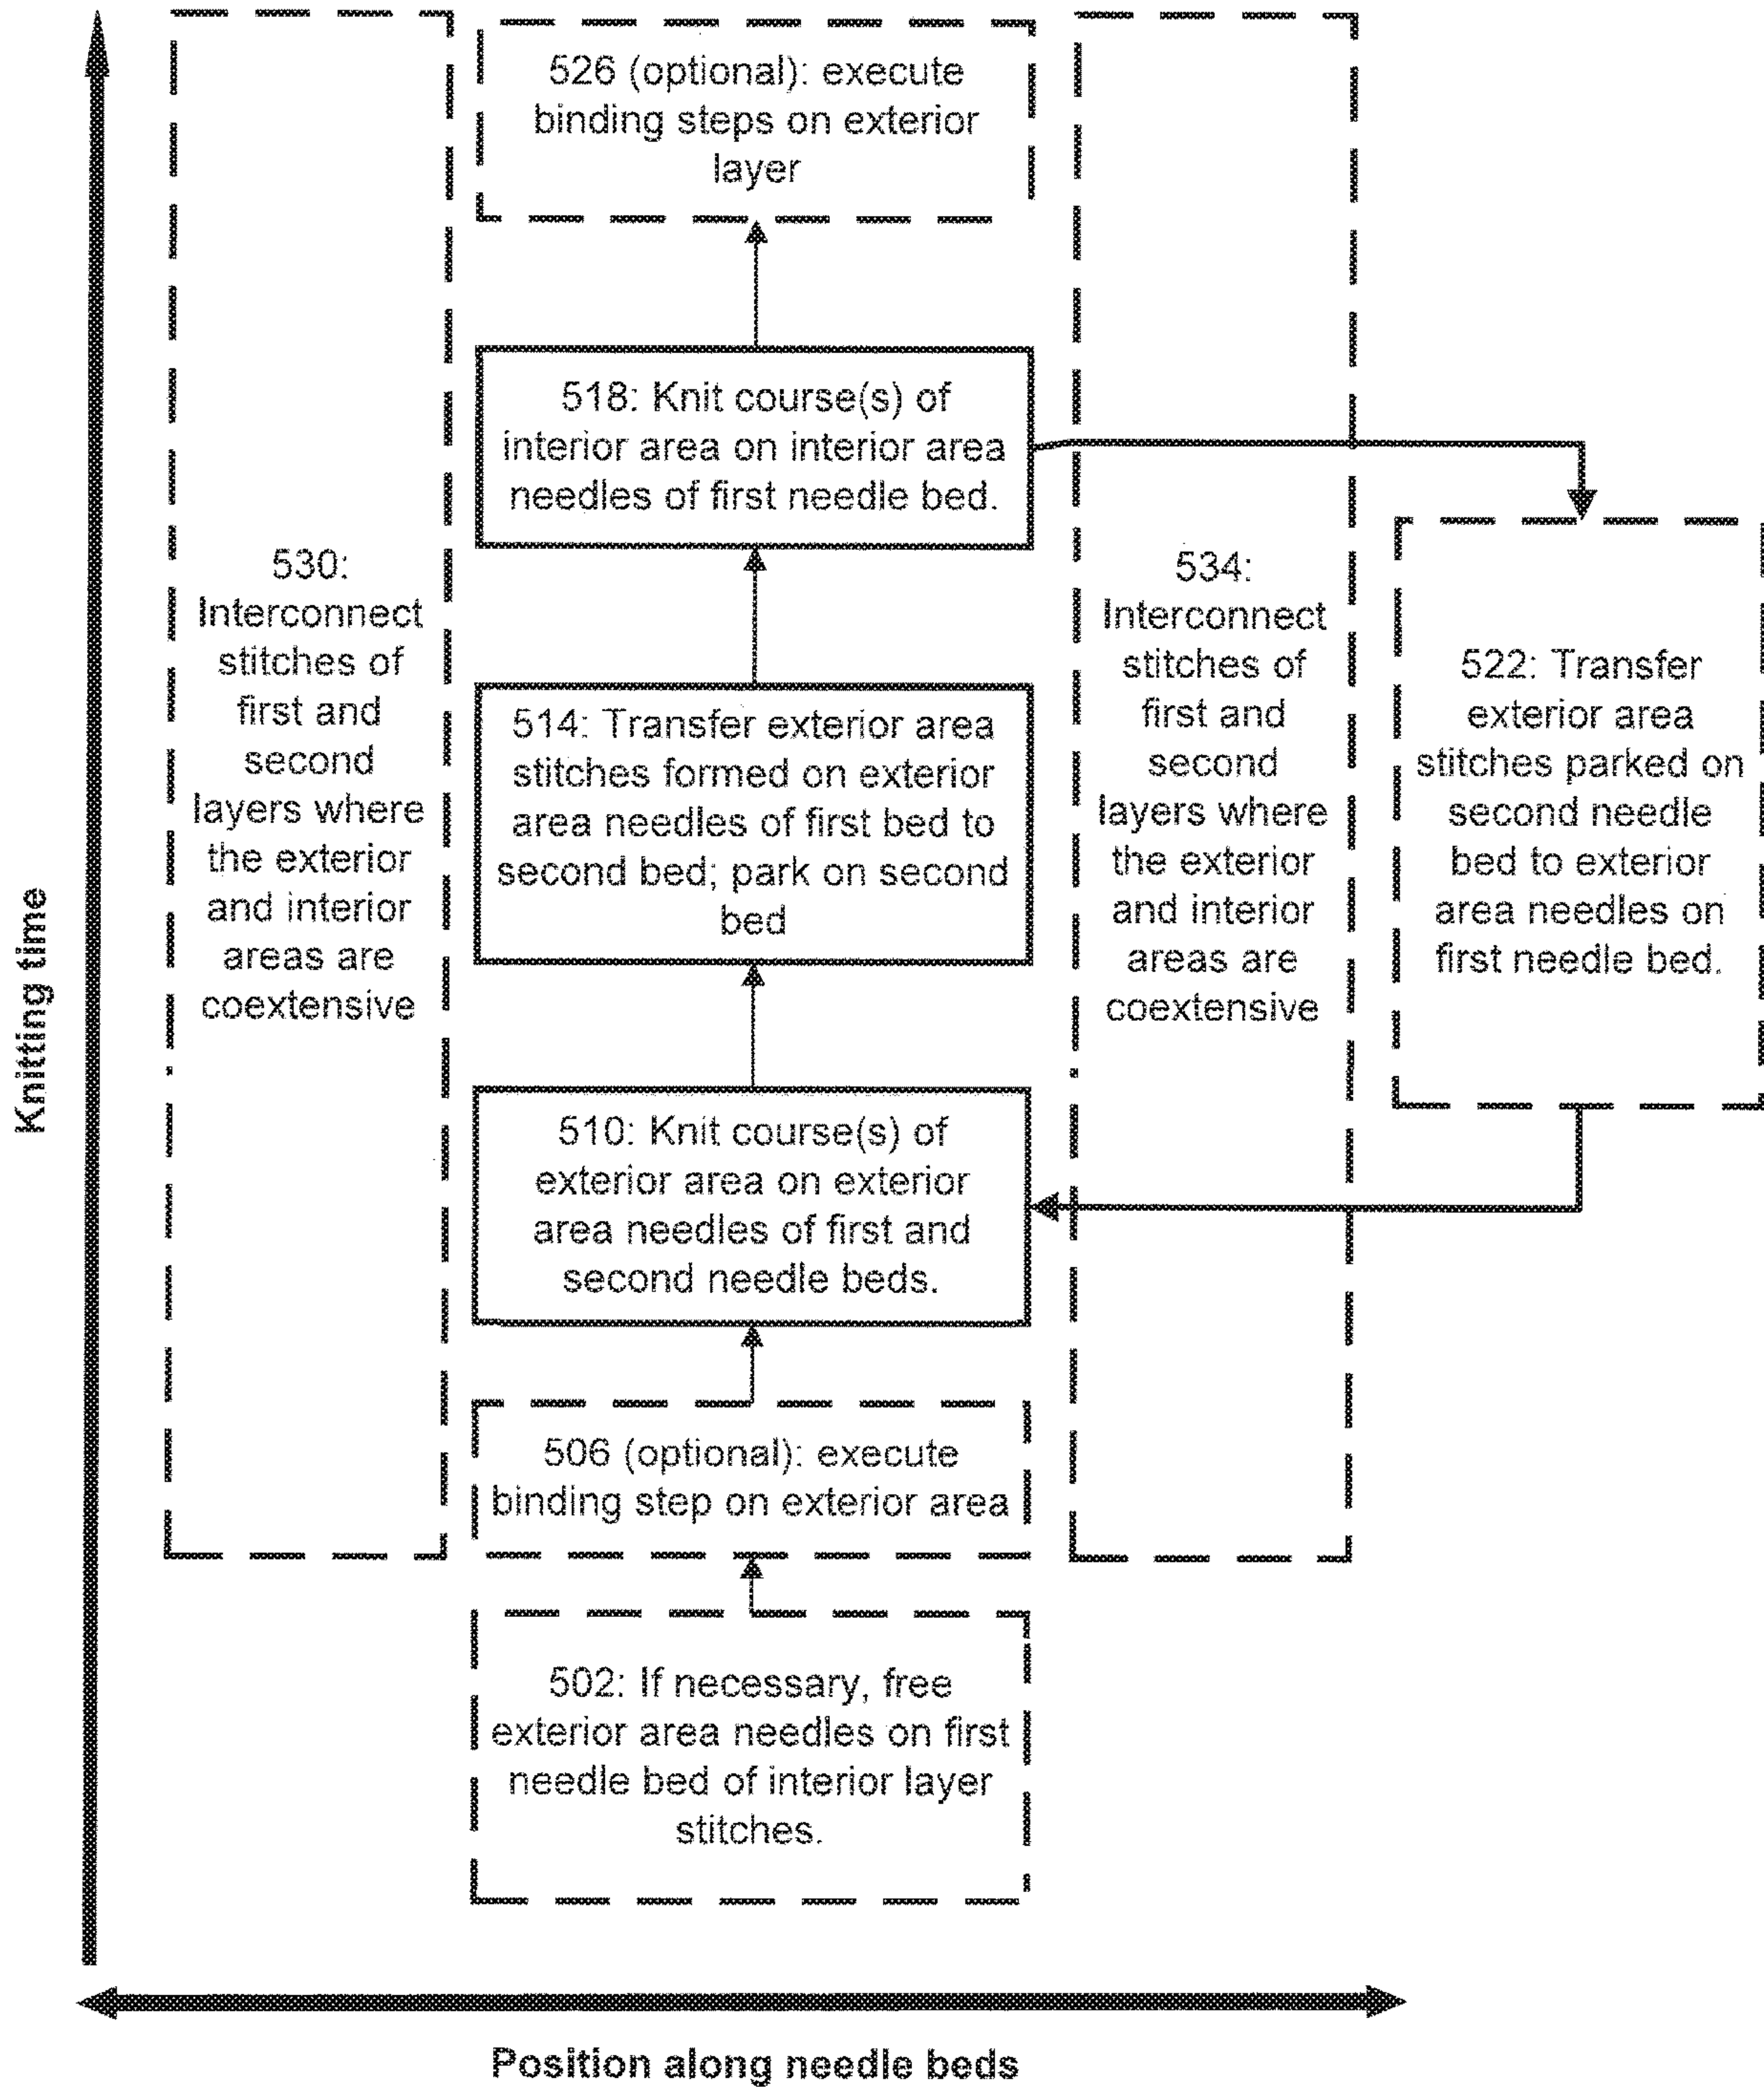 526 (optional): execute
binding steps on exterior
layer
518: Knit course(s) of
interior area on interior area
needles of first needle bed.
530:
Interconnect
stitches of
first and
second
layers where
the exterior
and interior
areas are
coextensive
514: Transfer exterior area
stitches formed on exterior
area needles of first bed to
second bed; park on second
bed
534:
Interconnect
stitches of
first and
second
layers where
the exterior
and interior
areas are
coextensive
522: Transfer
exterior area
stitches parked on
second needle
bed to exterior
area needles on
first needle bed.
510: Knit course(s) of
exterior area on exterior
area needles of first and
second needle beds.
506 (optional): execute
binding step on exterior area
502: If necessary, free
exterior area needles on first
needle bed of interior layer
stitches.
Knitting time
Position along needle beds